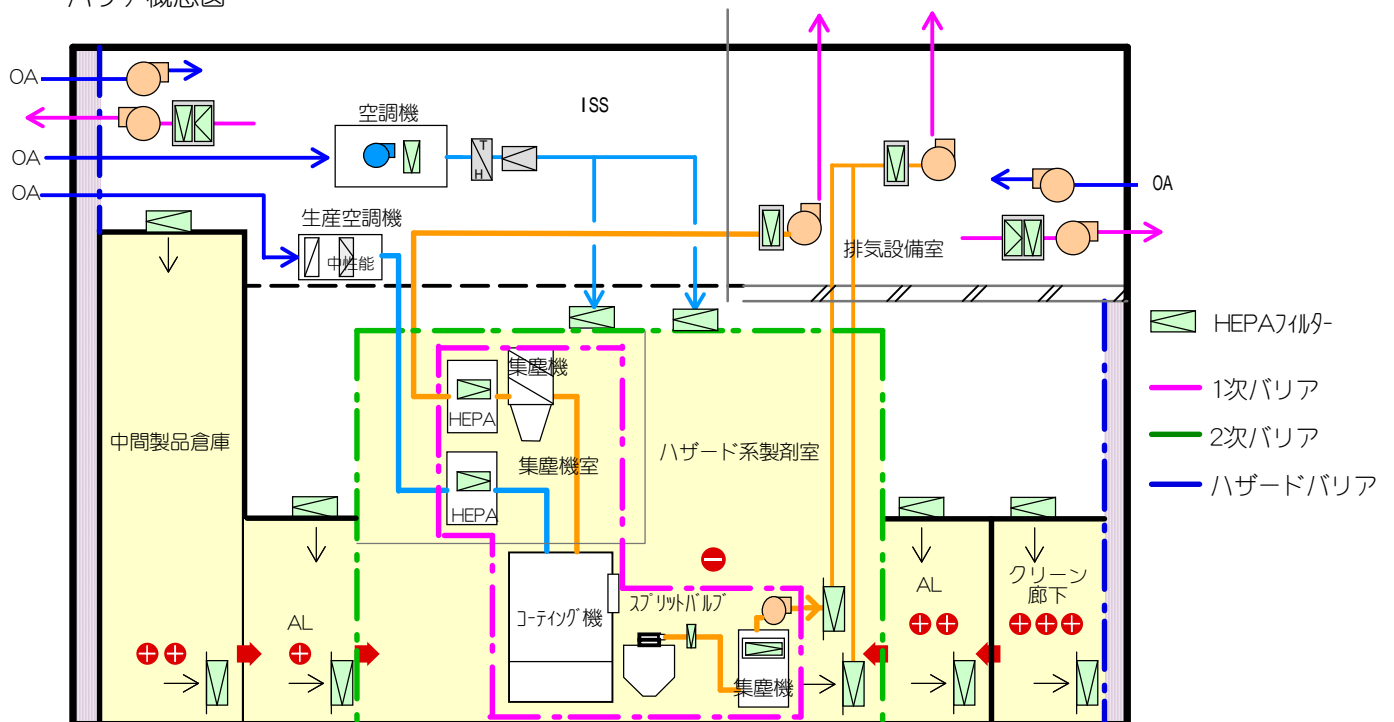 バリア概念図
OA
OA
OA
空調機
ISS
T
H
OA
生産空調機
中性能
排気設備室
HEPAフィルター
1次バリア
2次バリア
ハザードバリア
集塵機
HEPA
中間製品倉庫
集塵機室
ハザード系製剤室
HEPA
コーティング機
スプリットバルブ
AL
AL
クリーン
廊下
集塵機